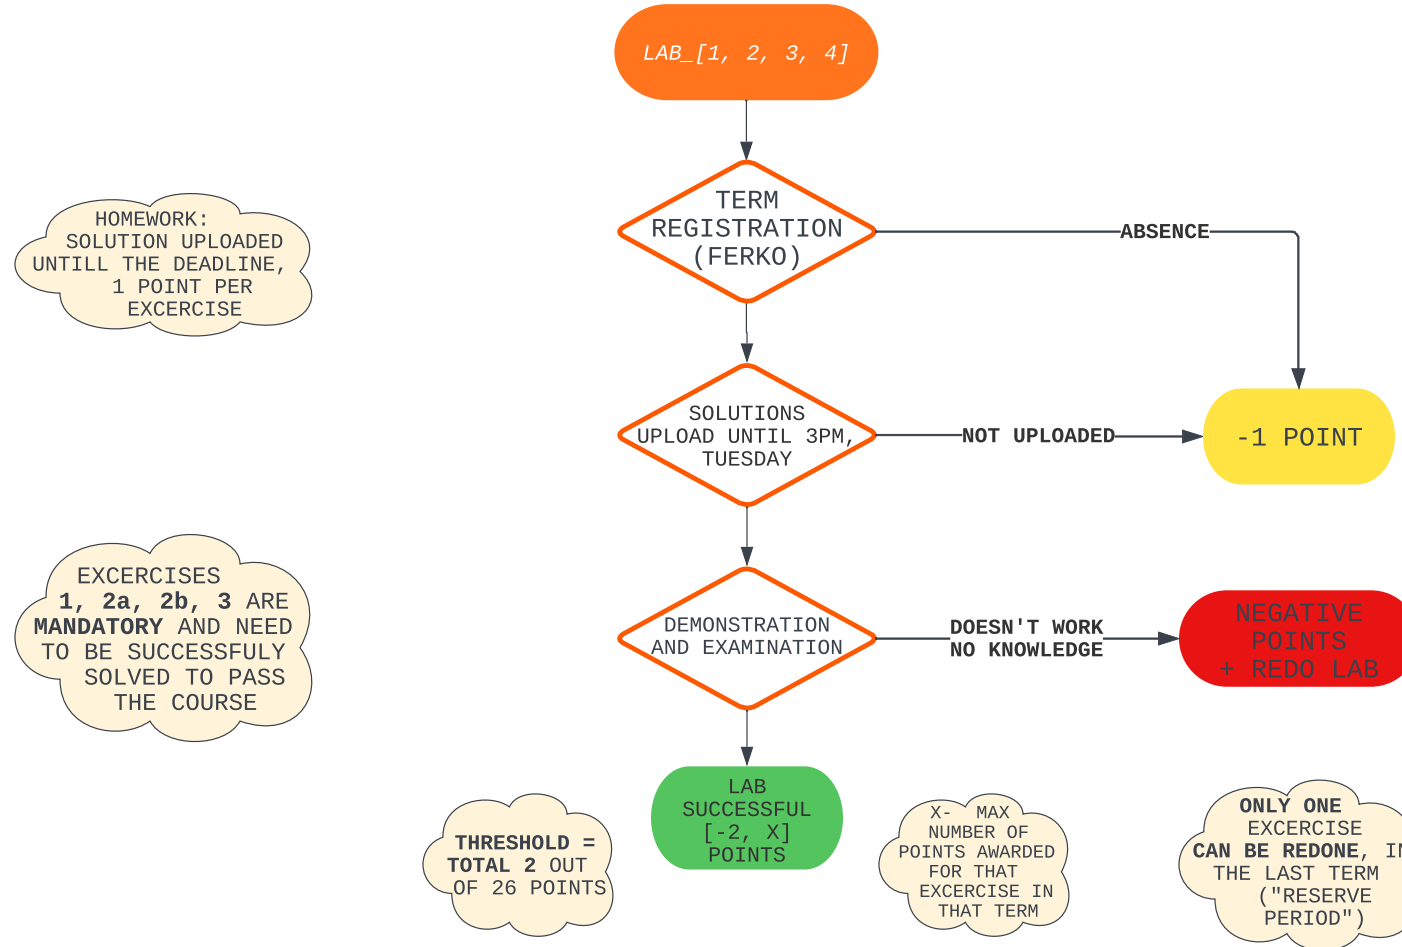 LAB_[1, 2, 3, 4]
TERM
REGISTRATION
(FERKO)
ABSENCE
HOMEWORK:
SOLUTION UPLOADED
UNTILL THE DEADLINE,
1 POINT PER
EXCERCISE
SOLUTIONS
UPLOAD UNTIL 3PM,
TUESDAY
NOT UPLOADED
-1 POINT
EXCERCISES
1, 2a, 2b, 3 ARE
MANDATORY AND NEED
TO BE SUCCESSFULY
SOLVED TO PASS
THE COURSE
DEMONSTRATION
AND EXAMINATION
DOESN'T WORK
NO KNOWLEDGE
NEGATIVE
POINTS
+ REDO LAB
LAB
SUCCESSFUL
[-2, X]
POINTS
THRESHOLD =
TOTAL 2 OUT
OF 26 POINTS
X- MAX
NUMBER OF
POINTS AWARDED
FOR THAT
EXCERCISE IN
THAT TERM
ONLY ONE
EXCERCISE
CAN BE REDONE, IN
THE LAST TERM
("RESERVE
PERIOD")